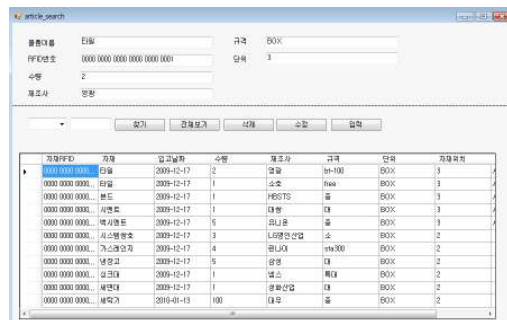 article_search
물품이름 타일 규격 BOX
RFID번호 0000 0000 0000 0000 0000 0001 단위 3
수량 2
제조사 영광
찾기 전체보기 삭제 수정 입력
자재RFID 자재 입고날짜 수량 제조사 규격 단위 자재위치
0000 0000 0000... 타일 2009-12-17 2 영광 bt-100 BOX 3
0000 0000 0000... 타일 2009-12-17 1 소호 free BOX 3
0000 0000 0000... 본드 2009-12-17 1 HBSTS 중 BOX 3
0000 0000 0000... 시멘트 2009-12-17 1 대형 대 BOX 3
0000 0000 0000... 백시멘트 2009-12-17 5 유니온 중 BOX 3
0000 0000 0000... 시스템창호 2009-12-17 3 소 BOX 2
0000 0000 0000... 가스레인지 2009-12-17 4 린나이 sta300 BOX 2
0000 0000 0000... 냉장고 2009-12-17 5 삼성 대 BOX 2
0000 0000 0000... 싱크대 2009-12-17 1 넵스 특대 BOX 2
0000 0000 0000... 세면대 2009-12-17 1 대 BOX 2
0000 0000 0000... 세탁기 2010-01-13 100 대우 중 BOX 2